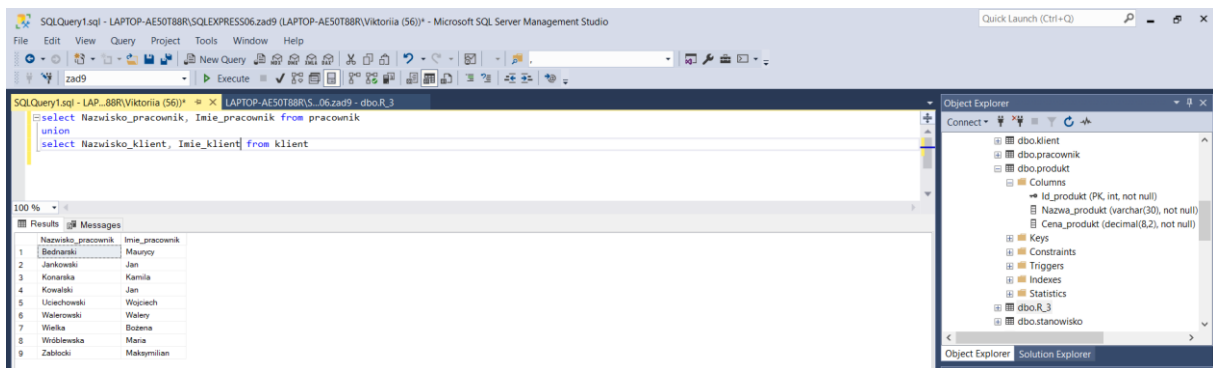 SQLQuery1.sql - LAPTOP-AE50T88R\SQLEXPRESS06.zad9 (LAPTOP-AE50T88R\Viktoriia (56))* - Microsoft SQL Server Management Studio
Quick Launch (Ctrl+Q)
File Edit View Query Project Tools Window Help
New Query
zad9 Execute
SQLQuery1.sql - LAP...88R\Viktoriia (56))* LAPTOP-AE50T88R\S...06.zad9 - dbo.R_3
select Nazwisko_pracownik, Imie_pracownik from pracownik
union
select Nazwisko_klient, Imie_klient from klient
100 %
Results Messages
Nazwisko_pracownik Imie_pracownik
1 Bednarski Maurycy
2 Jankowski Jan
3 Konarska Kamila
4 Kowalski Jan
5 Uciechowski Wojciech
6 Walerowski Walery
7 Wielka Bożena
8 Wróblewska Maria
9 Zabłocki Maksymilian
Object Explorer
Connect
dbo.klient
dbo.pracownik
dbo.produkt
Columns
Id_produkt (PK, int, not null)
Nazwa_produkt (varchar(30), not null)
Cena_produkt (decimal(8,2), not null)
Keys
Constraints
Triggers
Indexes
Statistics
dbo.R_3
dbo.stanowisko
Object Explorer Solution Explorer